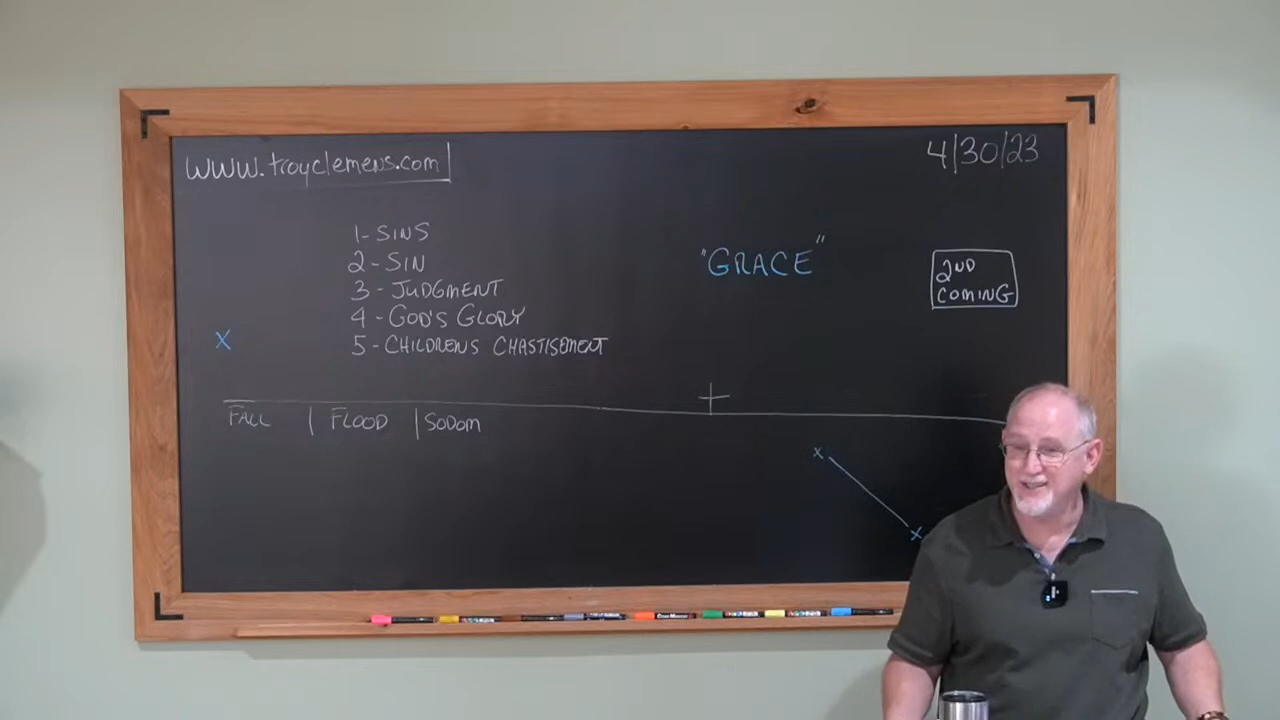 www.troyclemens.com
4/30/23
1- SINS
2 - SIN
3 - JUDGMENT
4 - GOD'S GLORY
5 - CHILDRENS CHASTISEMENT
"GRACE"
2ND
COMING
X
FALL | FLOOD | SODOM
X
X